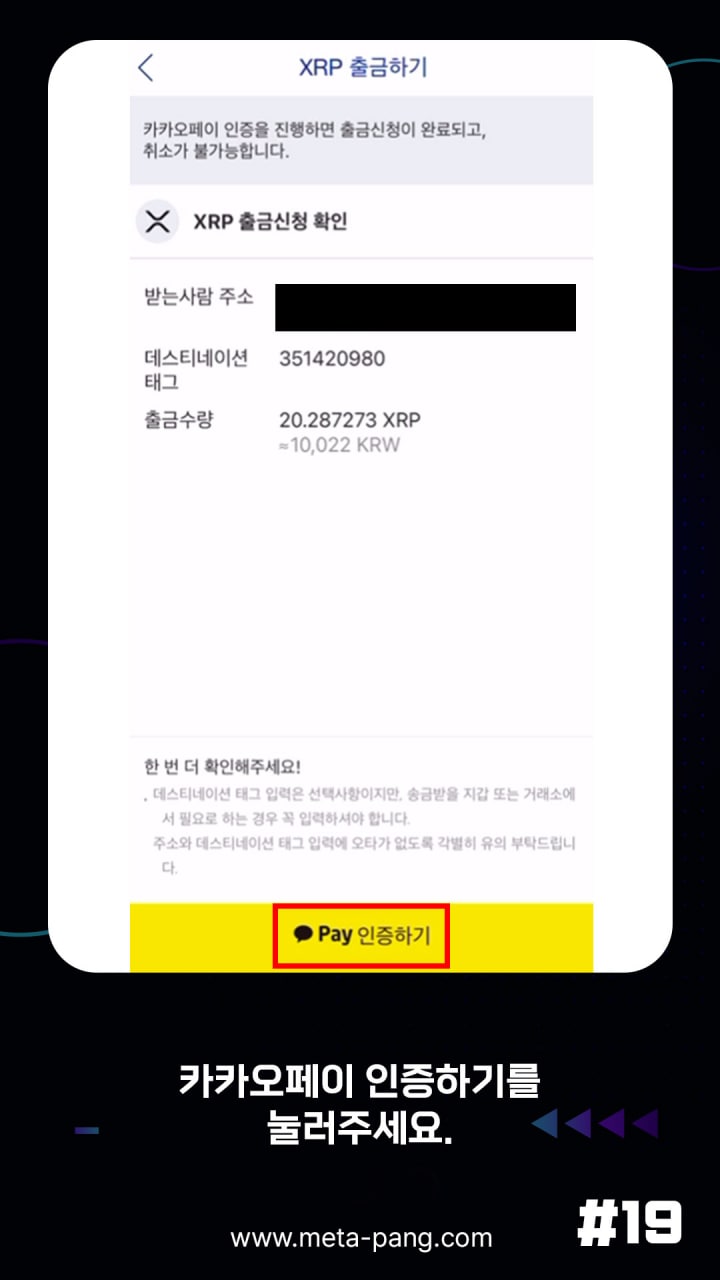 XRP 출금하기
카카오페이 인증을 진행하면 출금신청이 완료되고,
취소가 불가능합니다.
XRP 출금신청 확인
받는사람 주소
데스티네이션 351420980
태그
출금수량 20.287273 XRP
≈10,022 KRW
한 번 더 확인해주세요!
. 데스티네이션 태그 입력은 선택사항이지만, 송금받을 지갑 또는 거래소에
서 필요로 하는 경우 꼭 입력하셔야 합니다.
주소와 데스티네이션 태그 입력에 오타가 없도록 각별히 유의 부탁드립니
다.
Pay 인증하기
카카오페이 인증하기를
눌러주세요.
#19
www.meta-pang.com